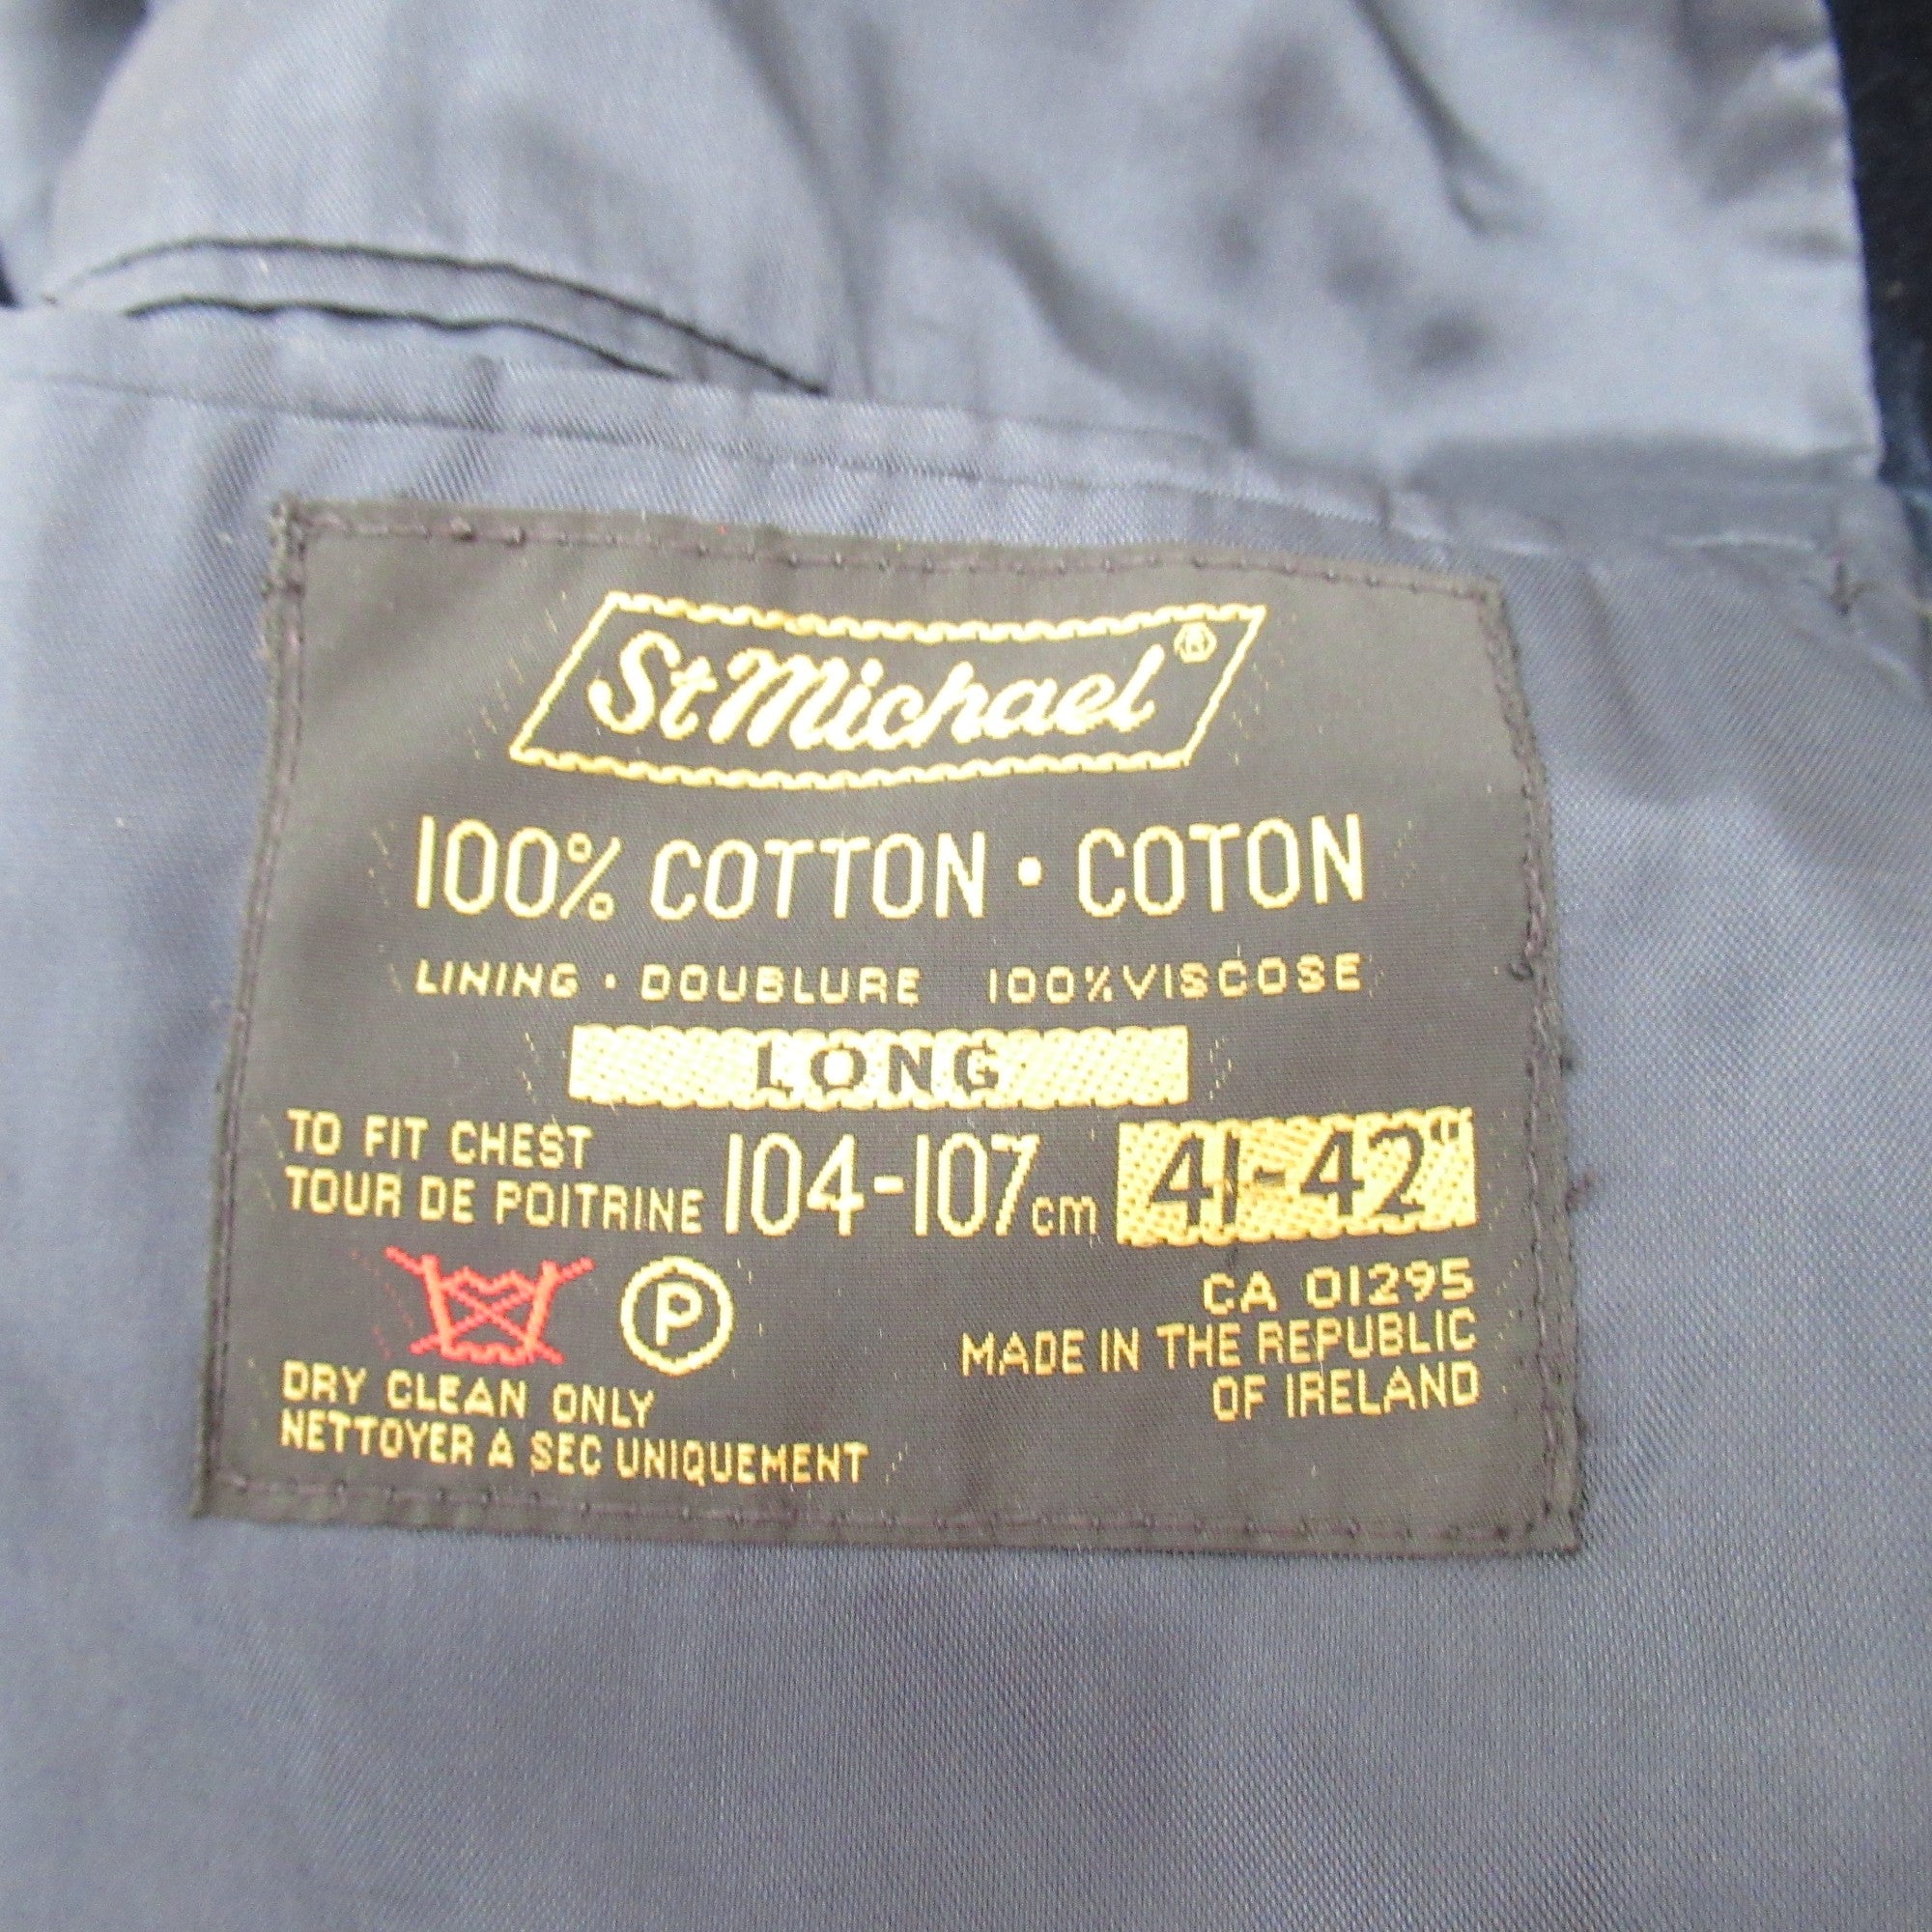 St Michael®
100% COTTON • COTON
LINING • DOUBLURE 100% VISCOSE
LONG
TO FIT CHEST
TOUR DE POITRINE 104-107cm 41-42"
P
CA 01295
MADE IN THE REPUBLIC
OF IRELAND
DRY CLEAN ONLY
NETTOYER A SEC UNIQUEMENT